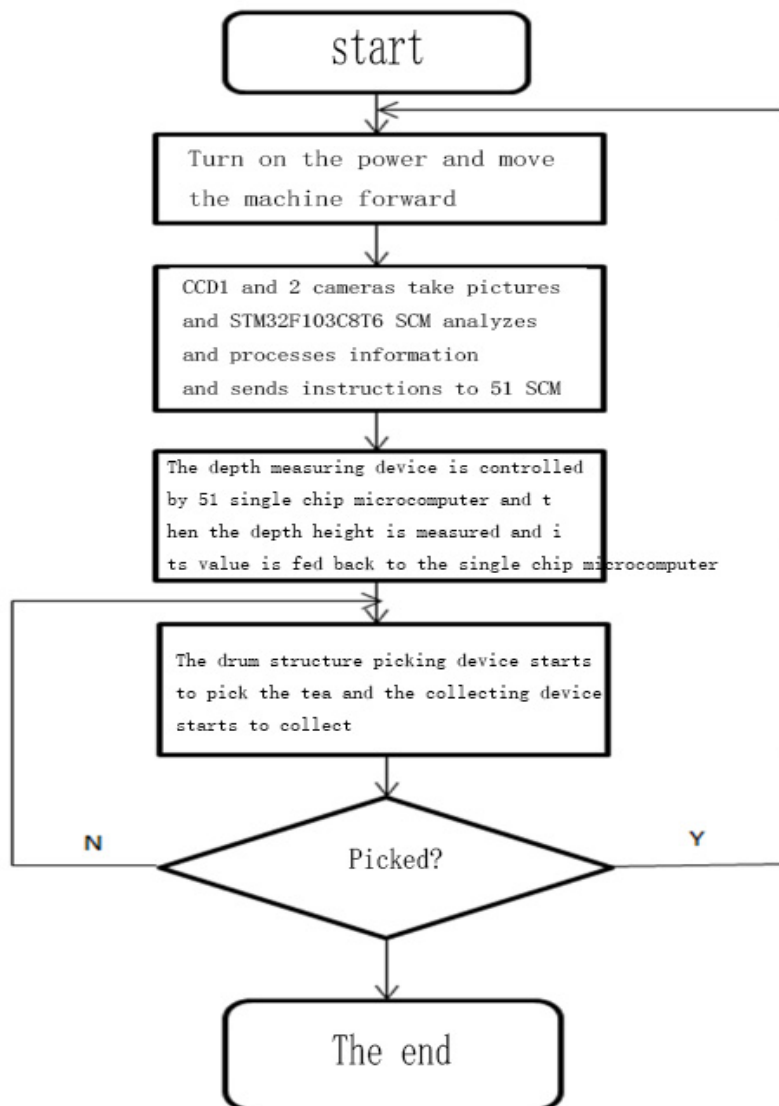 start
Turn on the power and move
the machine forward
CCD1 and 2 cameras take pictures
and STM32F103C8T6 SCM analyzes
and processes information
and sends instructions to 51 SCM
The depth measuring device is controlled
by 51 single chip microcomputer and t
hen the depth height is measured and i
ts value is fed back to the single chip microcomputer
The drum structure picking device starts
to pick the tea and the collecting device
starts to collect
N
Y
Picked?
The end